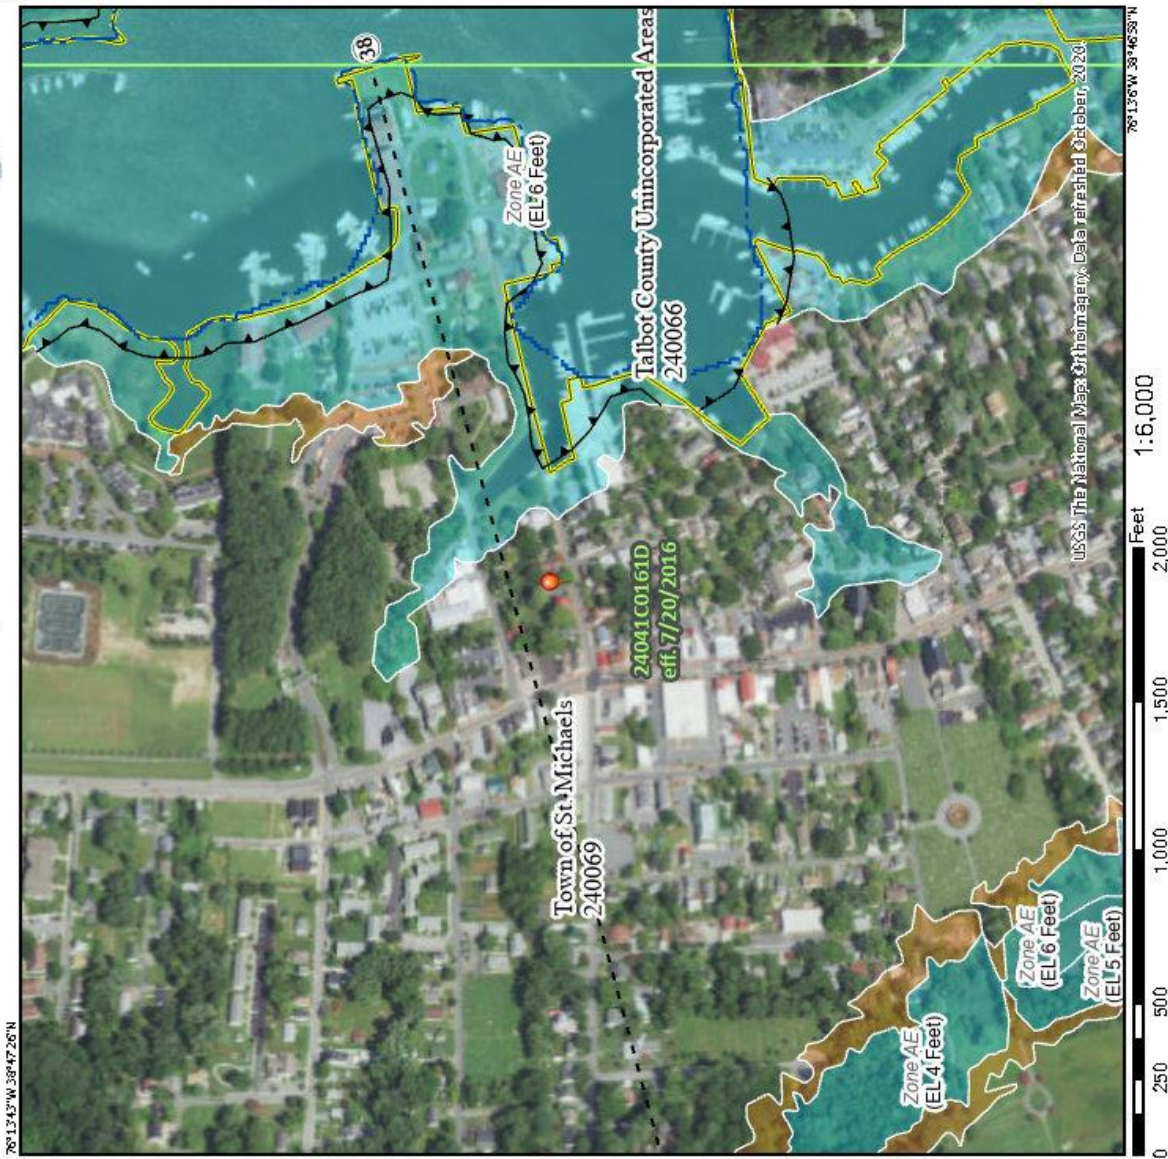 76°13'43"W 38°47'26"N
38
Zone AE
(EL 6 Feet)
Talbot County Unincorporated Areas
240066
24041C0161D
eff. 7/20/2016
Town of St. Michaels
240069
Zone AE
(EL 4 Feet)
Zone AE
(EL 6 Feet)
Zone AE
(EL 5 Feet)
USGS The National Map: Orthoimagery. Data refreshed October, 2020.
76°13'6"W 38°46'58"N
0 250 500 1,000 1,500 2,000
Feet
1:6,000